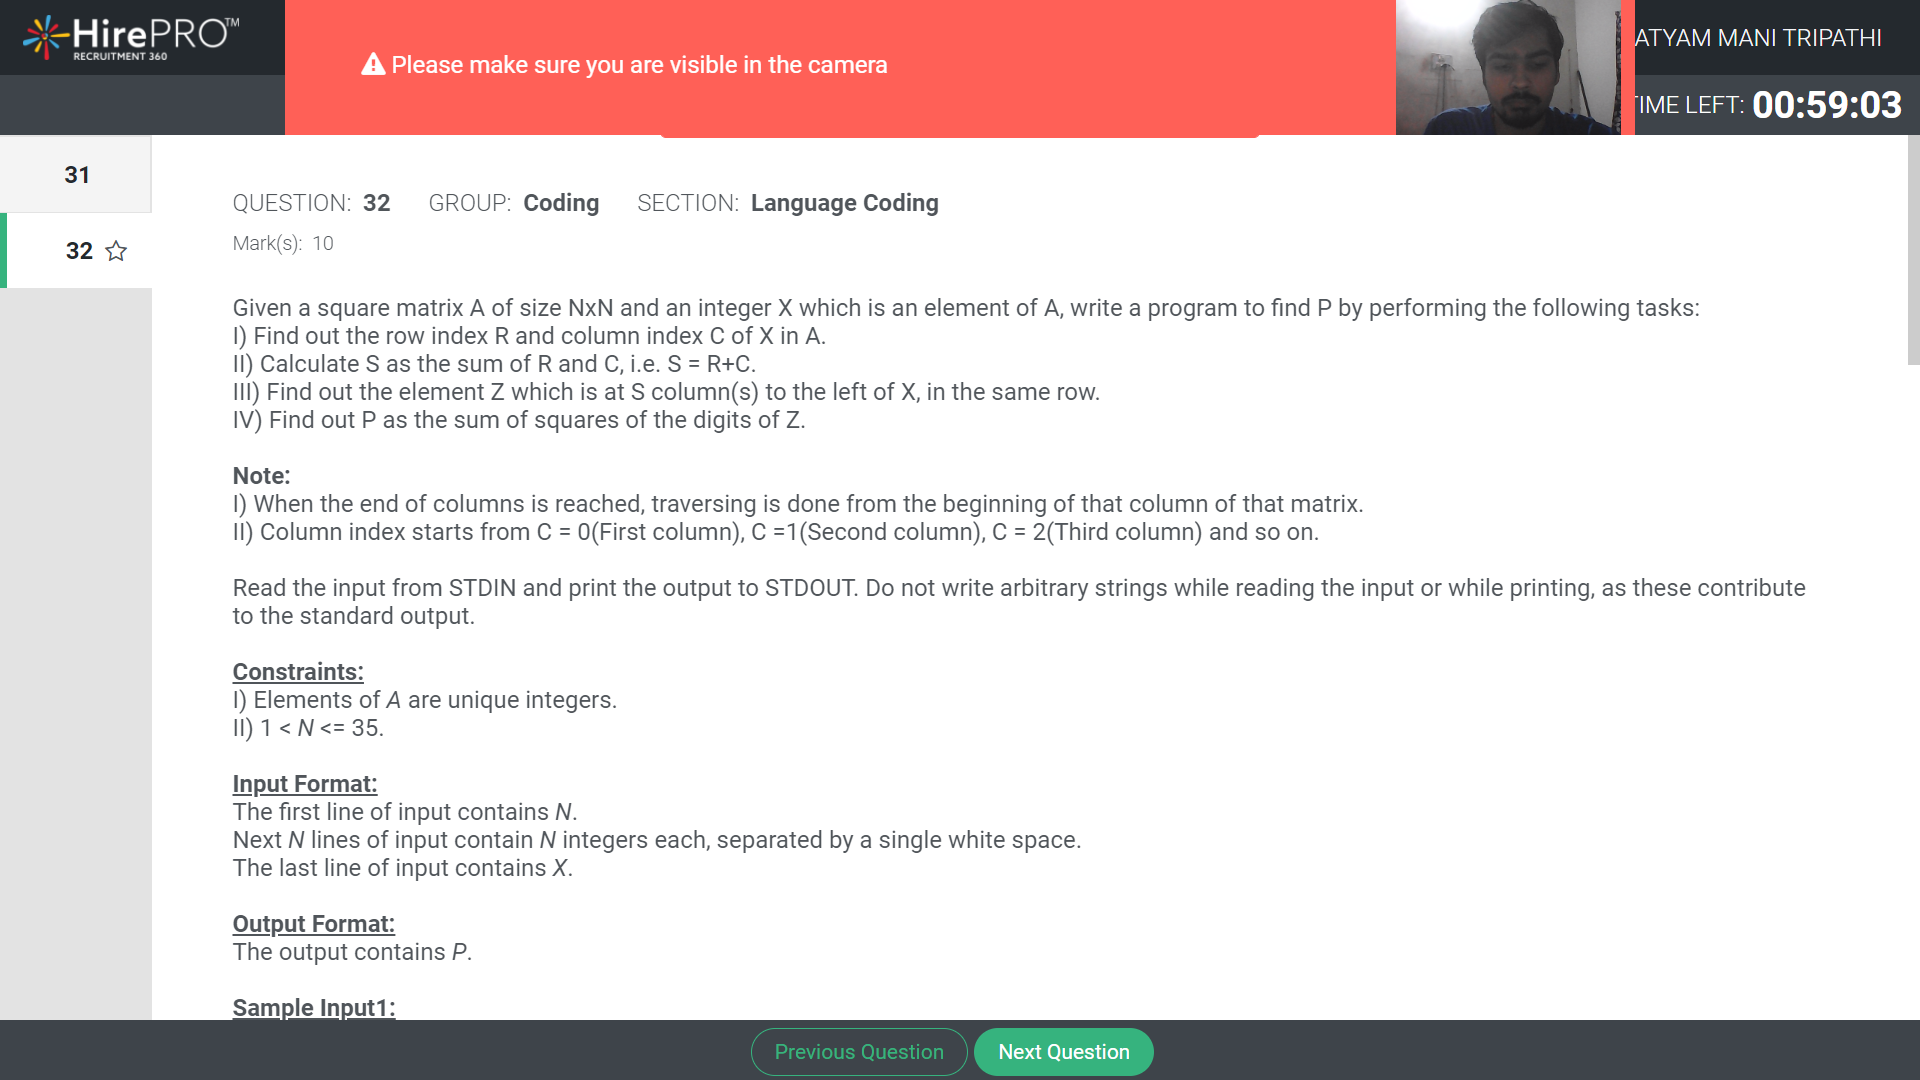 HirePRO™
RECRUITMENT 360
Please make sure you are visible in the camera
ATYAM MANI TRIPATHI
TIME LEFT: 00:59:03
31
32
QUESTION: 32 GROUP: Coding SECTION: Language Coding
Mark(s): 10
Given a square matrix A of size NxN and an integer X which is an element of A, write a program to find P by performing the following tasks:
I) Find out the row index R and column index C of X in A.
II) Calculate S as the sum of R and C, i.e. S = R+C.
III) Find out the element Z which is at S column(s) to the left of X, in the same row.
IV) Find out P as the sum of squares of the digits of Z.
Note:
I) When the end of columns is reached, traversing is done from the beginning of that column of that matrix.
II) Column index starts from C = 0(First column), C =1(Second column), C = 2(Third column) and so on.
Read the input from STDIN and print the output to STDOUT. Do not write arbitrary strings while reading the input or while printing, as these contribute
to the standard output.
Constraints:
I) Elements of A are unique integers.
II) 1 < N <= 35.
Input Format:
The first line of input contains N.
Next N lines of input contain N integers each, separated by a single white space.
The last line of input contains X.
Output Format:
The output contains P.
Sample Input1:
Previous Question
Next Question